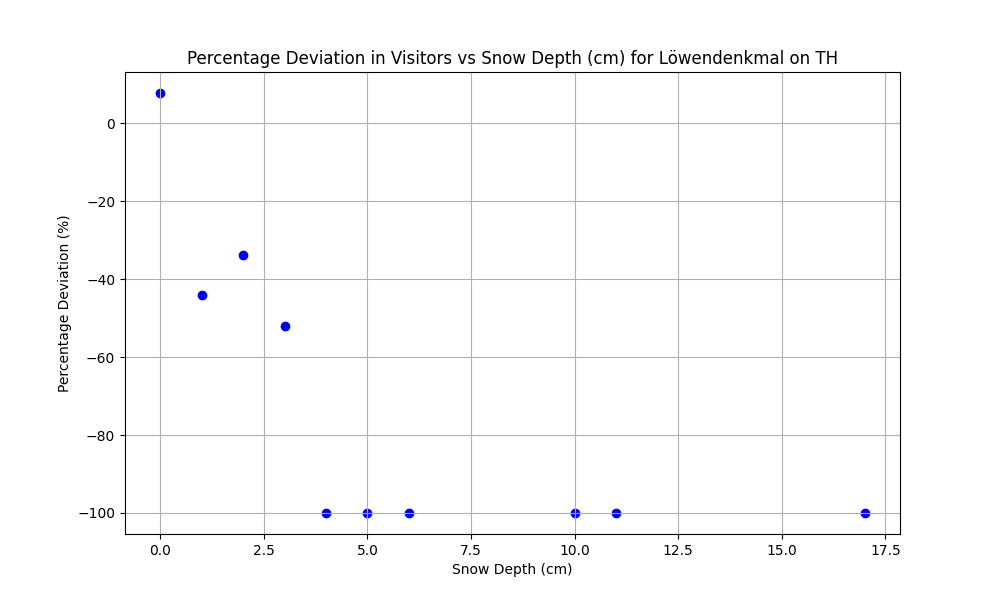 Percentage Deviation in Visitors vs Snow Depth (cm) for Löwendenkmal on TH
Percentage Deviation (%)
0
−20
−40
−60
−80
−100
0.0 2.5 5.0 7.5 10.0 12.5 15.0 17.5
Snow Depth (cm)